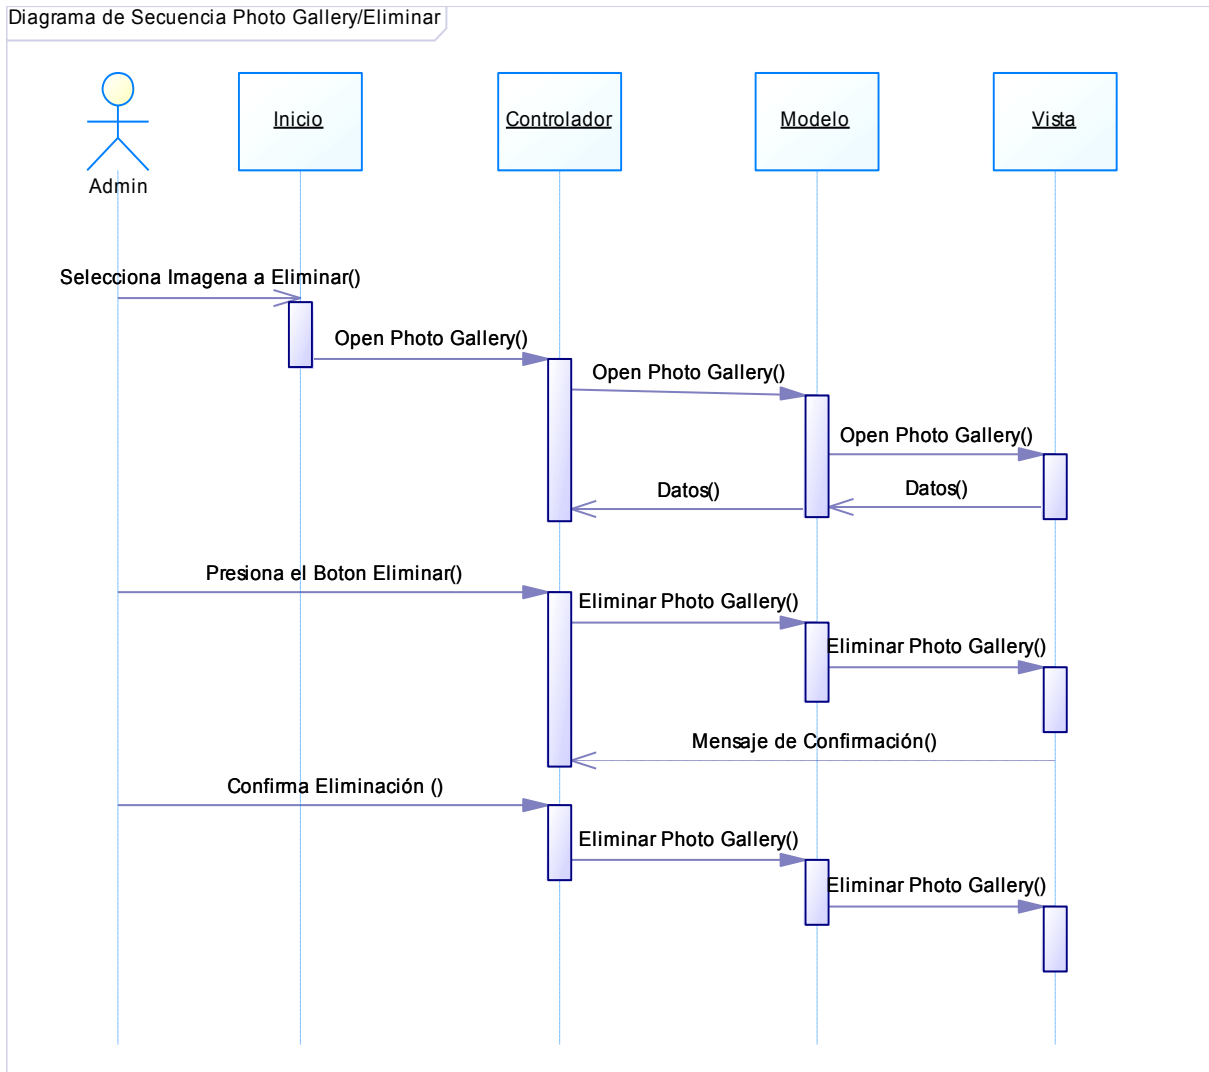 Diagrama de Secuencia Photo Gallery/Eliminar
Inicio
Controlador
Modelo
Vista
Admin
Selecciona Imagena a Eliminar()
Open Photo Gallery()
Open Photo Gallery()
Open Photo Gallery()
Datos()
Datos()
Presiona el Boton Eliminar()
Eliminar Photo Gallery()
Eliminar Photo Gallery()
Mensaje de Confirmación()
Confirma Eliminación ()
Eliminar Photo Gallery()
Eliminar Photo Gallery()